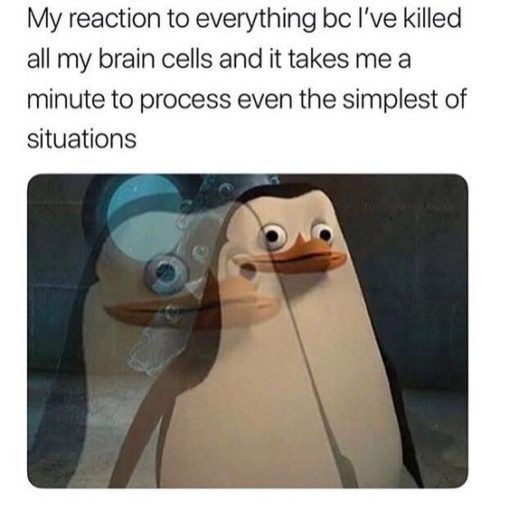 My reaction to everything bc I've killed
all my brain cells and it takes me a
minute to process even the simplest of
situations